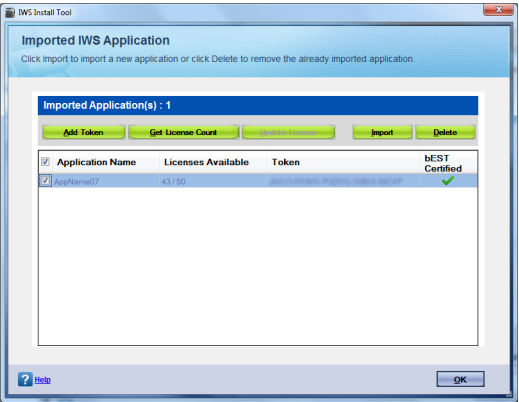 IWS Install Tool
Imported IWS Application
Click Import to import a new application or click Delete to remove the already imported application.
Imported Application(s) : 1
Add Token Get License Count Update License Import Delete
Application Name Licenses Available Token bEST Certified
AppName07 43 / 50
Help OK